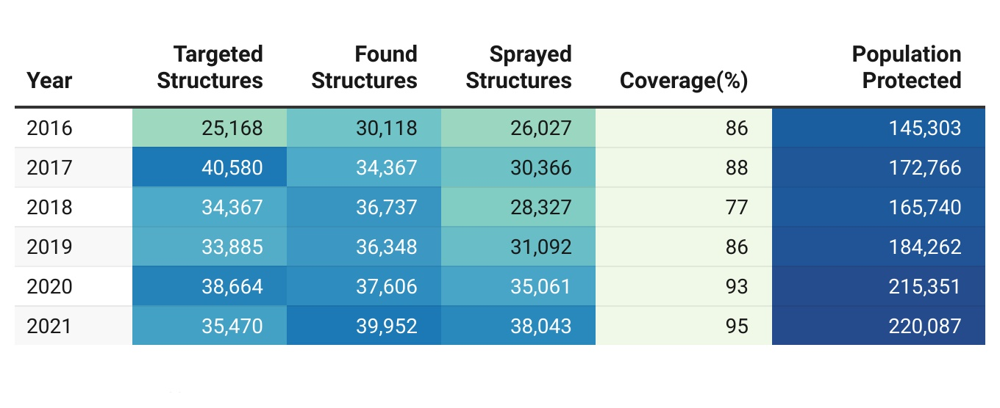 Year Targeted Structures Found Structures Sprayed Structures Coverage(%) Population Protected
2016 25,168 30,118 26,027 86 145,303
2017 40,580 34,367 30,366 88 172,766
2018 34,367 36,737 28,327 77 165,740
2019 33,885 36,348 31,092 86 184,262
2020 38,664 37,606 35,061 93 215,351
2021 35,470 39,952 38,043 95 220,087